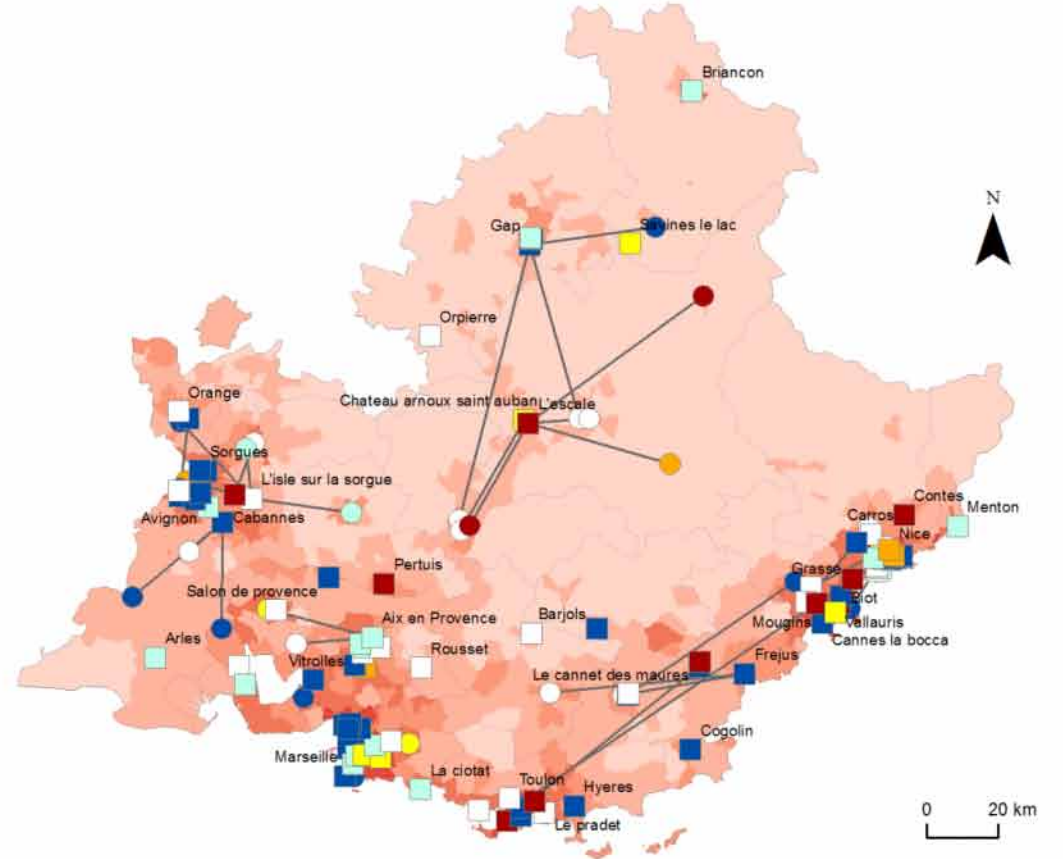 Briancon
N
Gap
Savines le lac
Orpierre
Chateau arnoux saint auban
L'escale
Orange
Sorgues
L'isle sur la sorgue
Avignon
Cabannes
Contes
Carros
Menton
Nice
Grasse
Pertuis
Salon de provence
Biot
Barjols
Mougins
Vallauris
Aix en Provence
Cannes la bocca
Arles
Vitrolles
Rousset
Frejus
Le cannet des maures
Cogolin
Marseille
La ciotat
Toulon
Hyeres
Le pradet
0 20 km